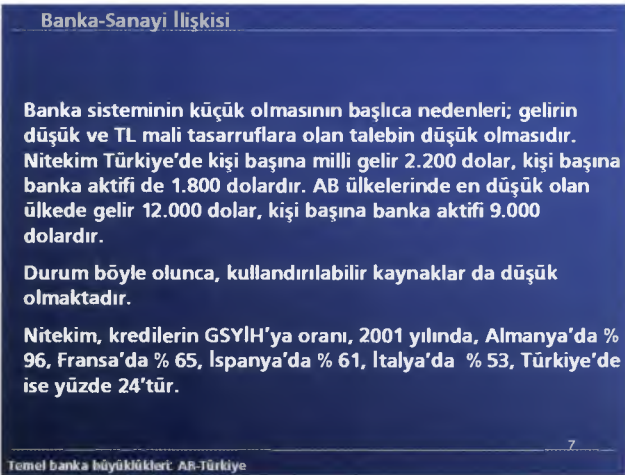 Banka-Sanayi İlişkisi
Banka sisteminin küçük olmasının başlıca nedenleri; gelirin
düşük ve TL mali tasarruflara olan talebin düşük olmasıdır.
Nitekim Türkiye'de kişi başına milli gelir 2.200 dolar, kişi başına
banka aktifi de 1.800 dolardır. AB ülkelerinde en düşük olan
ülkede gelir 12.000 dolar, kişi başına banka aktifi 9.000
dolardır.
Durum böyle olunca, kullandırılabilir kaynaklar da düşük
olmaktadır.
Nitekim, kredilerin GSYİH'ya oranı, 2001 yılında, Almanya'da %
96, Fransa'da % 65, İspanya'da % 61, İtalya'da % 53, Türkiye'de
ise yüzde 24'tür.
7
Temel banka büyüklükleri: AB-Türkiye